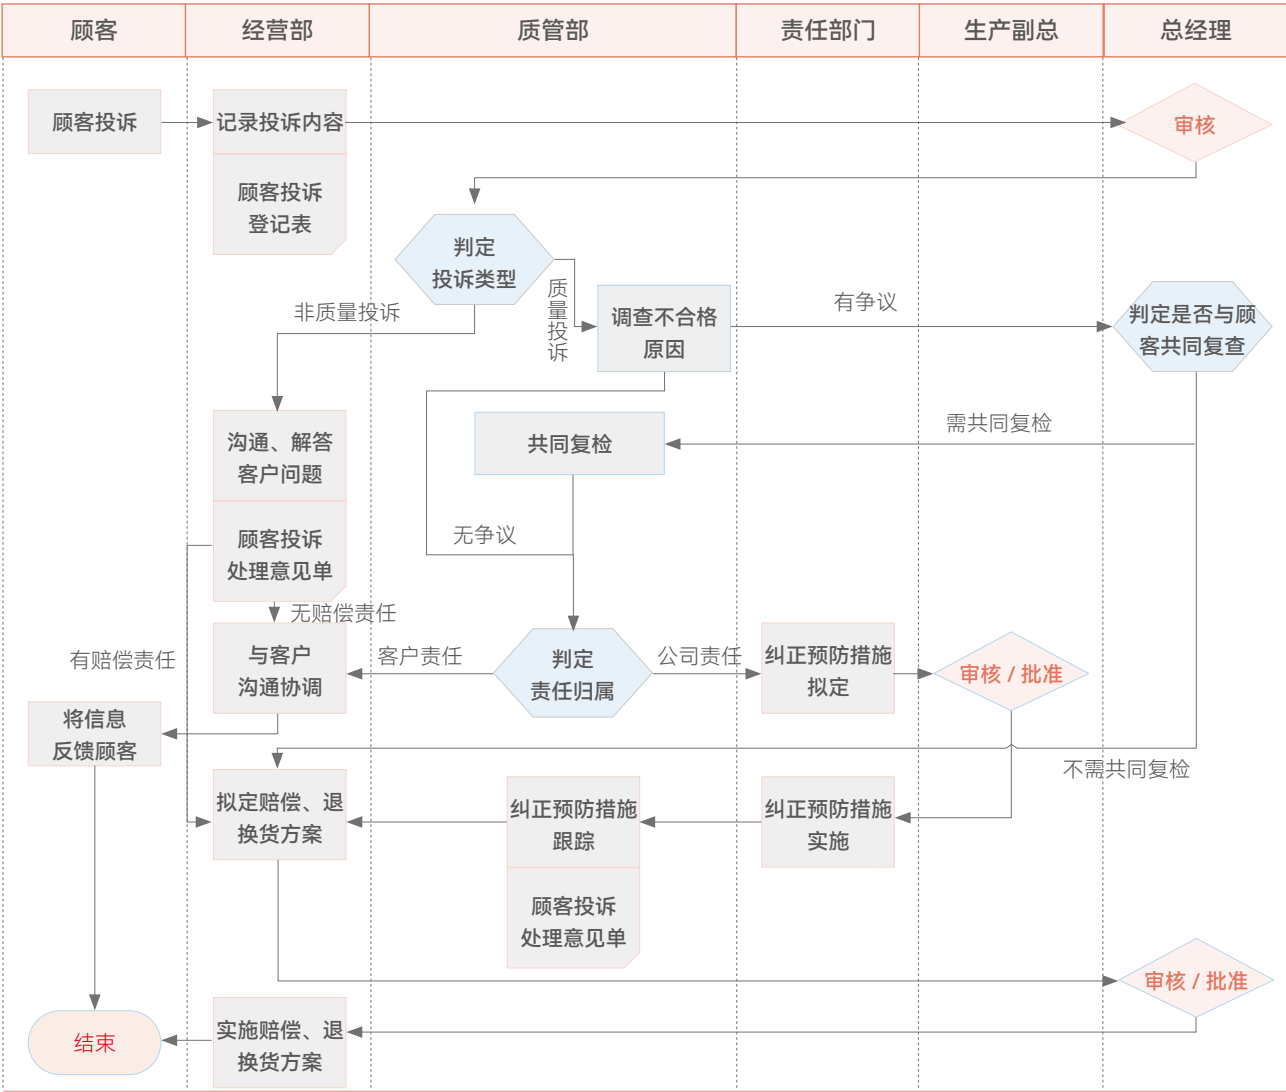 顾客
经营部
质管部
责任部门
生产副总
总经理
顾客投诉
记录投诉内容
审核
顾客投诉
登记表
判定
投诉类型
质
量
投
诉
非质量投诉
调查不合格
原因
有争议
判定是否与顾
客共同复查
沟通、解答
客户问题
共同复检
需共同复检
顾客投诉
处理意见单
无争议
无赔偿责任
有赔偿责任
与客户
沟通协调
客户责任
判定
责任归属
公司责任
纠正预防措施
拟定
审核 / 批准
将信息
反馈顾客
不需共同复检
拟定赔偿、退
换货方案
纠正预防措施
跟踪
纠正预防措施
实施
顾客投诉
处理意见单
审核 / 批准
结束
实施赔偿、退
换货方案